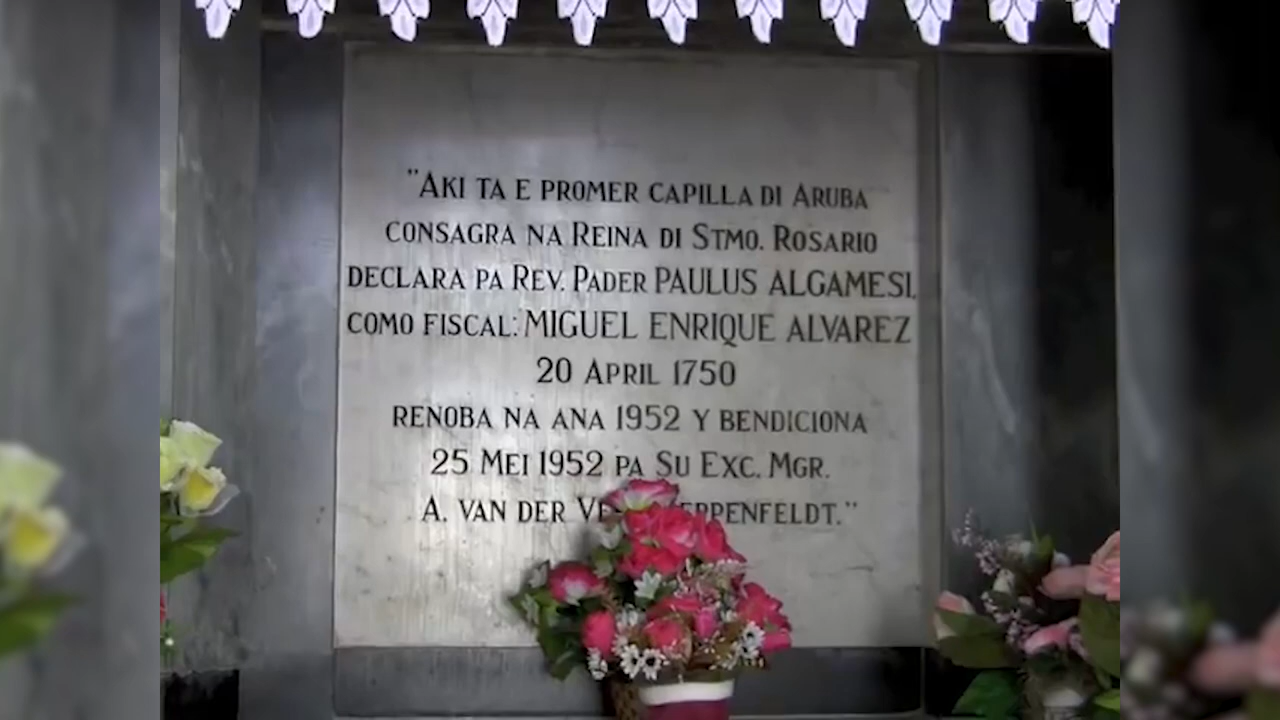 "AKI TA E PROMER CAPILLA DI ARUBA
CONSAGRA NA REINA DI STMO. ROSARIO
DECLARA PA REV. PADER PAULUS ALGAMESI,
COMO FISCAL: MIGUEL ENRIQUE ALVAREZ
20 APRIL 1750
RENOBA NA ANA 1952 Y BENDICIONA
25 MEI 1952 PA SU EXC. MGR.
A. VAN DER